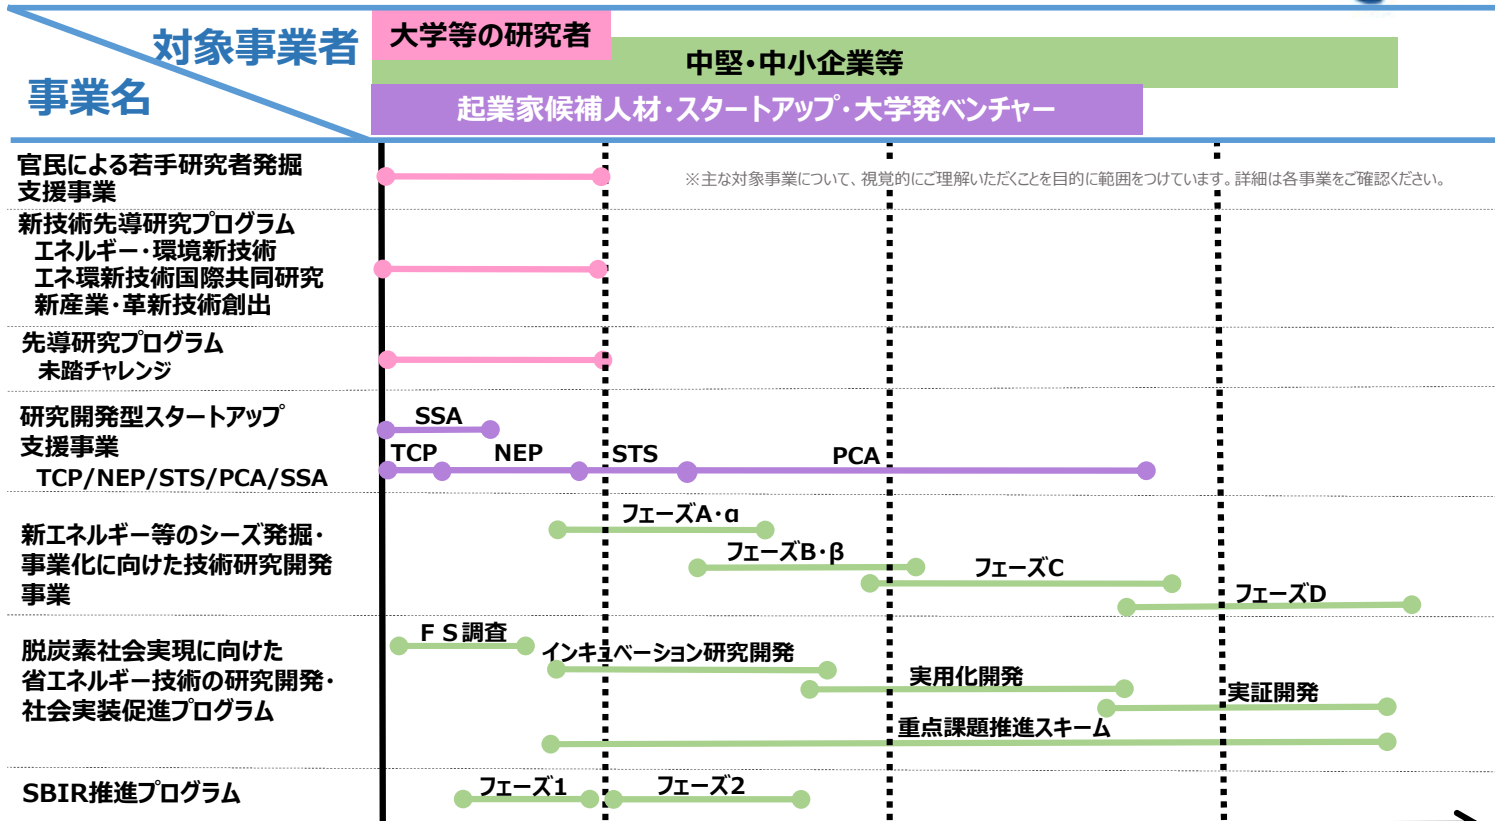 対象事業者
事業名
大学等の研究者
中堅・中小企業等
起業家候補人材・スタートアップ・大学発ベンチャー
官民による若手研究者発掘
支援事業
※主な対象事業について、視覚的にご理解いただくことを目的に範囲をつけています。詳細は各事業をご確認ください。
新技術先導研究プログラム
エネルギー・環境新技術
エネ環新技術国際共同研究
新産業・革新技術創出
先導研究プログラム
未踏チャレンジ
研究開発型スタートアップ
支援事業
TCP/NEP/STS/PCA/SSA
SSA
TCP
NEP
STS
PCA
新エネルギー等のシーズ発掘・
事業化に向けた技術研究開発
事業
フェーズA・α
フェーズB・β
フェーズC
フェーズD
脱炭素社会実現に向けた
省エネルギー技術の研究開発・
社会実装促進プログラム
ＦＳ調査
インキュベーション研究開発
実用化開発
実証開発
重点課題推進スキーム
SBIR推進プログラム
フェーズ1
フェーズ2